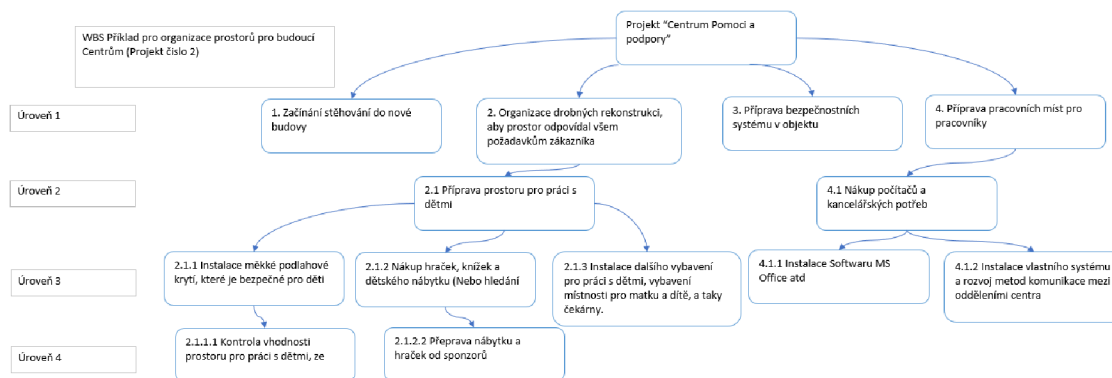 WBS Příklad pro organizace prostorů pro budoucí
Centrům (Projekt číslo 2)
Projekt "Centrum Pomoci a
podpory"
Úroveň 1
1. Začínání stěhování do nové
budovy
2. Organizace drobných rekonstrukci,
aby prostor odpovídal všem
požadavkům zákazníka
3. Příprava bezpečnostních
systému v objektu
4. Příprava pracovních míst pro
pracovníky
Úroveň 2
2.1 Příprava prostoru pro práci s
dětmi
4.1 Nákup počítačů a
kancelářských potřeb
Úroveň 3
2.1.1 Instalace měkké podlahové
krytí, které je bezpečné pro děti
2.1.2 Nákup hraček, knížek a
dětského nábytku (Nebo hledání
2.1.3 Instalace dalšího vybavení
pro práci s dětmi, vybavení
místnosti pro matku a dítě, a taky
čekárny.
4.1.1 Instalace Softwaru MS
Office atd
4.1.2 Instalace vlastního systému
a rozvoj metod komunikace mezi
odděleními centra
Úroveň 4
2.1.1.1 Kontrola vhodnosti
prostoru pro práci s dětmi, ze
2.1.2.2 Přeprava nábytku a
hraček od sponzorů